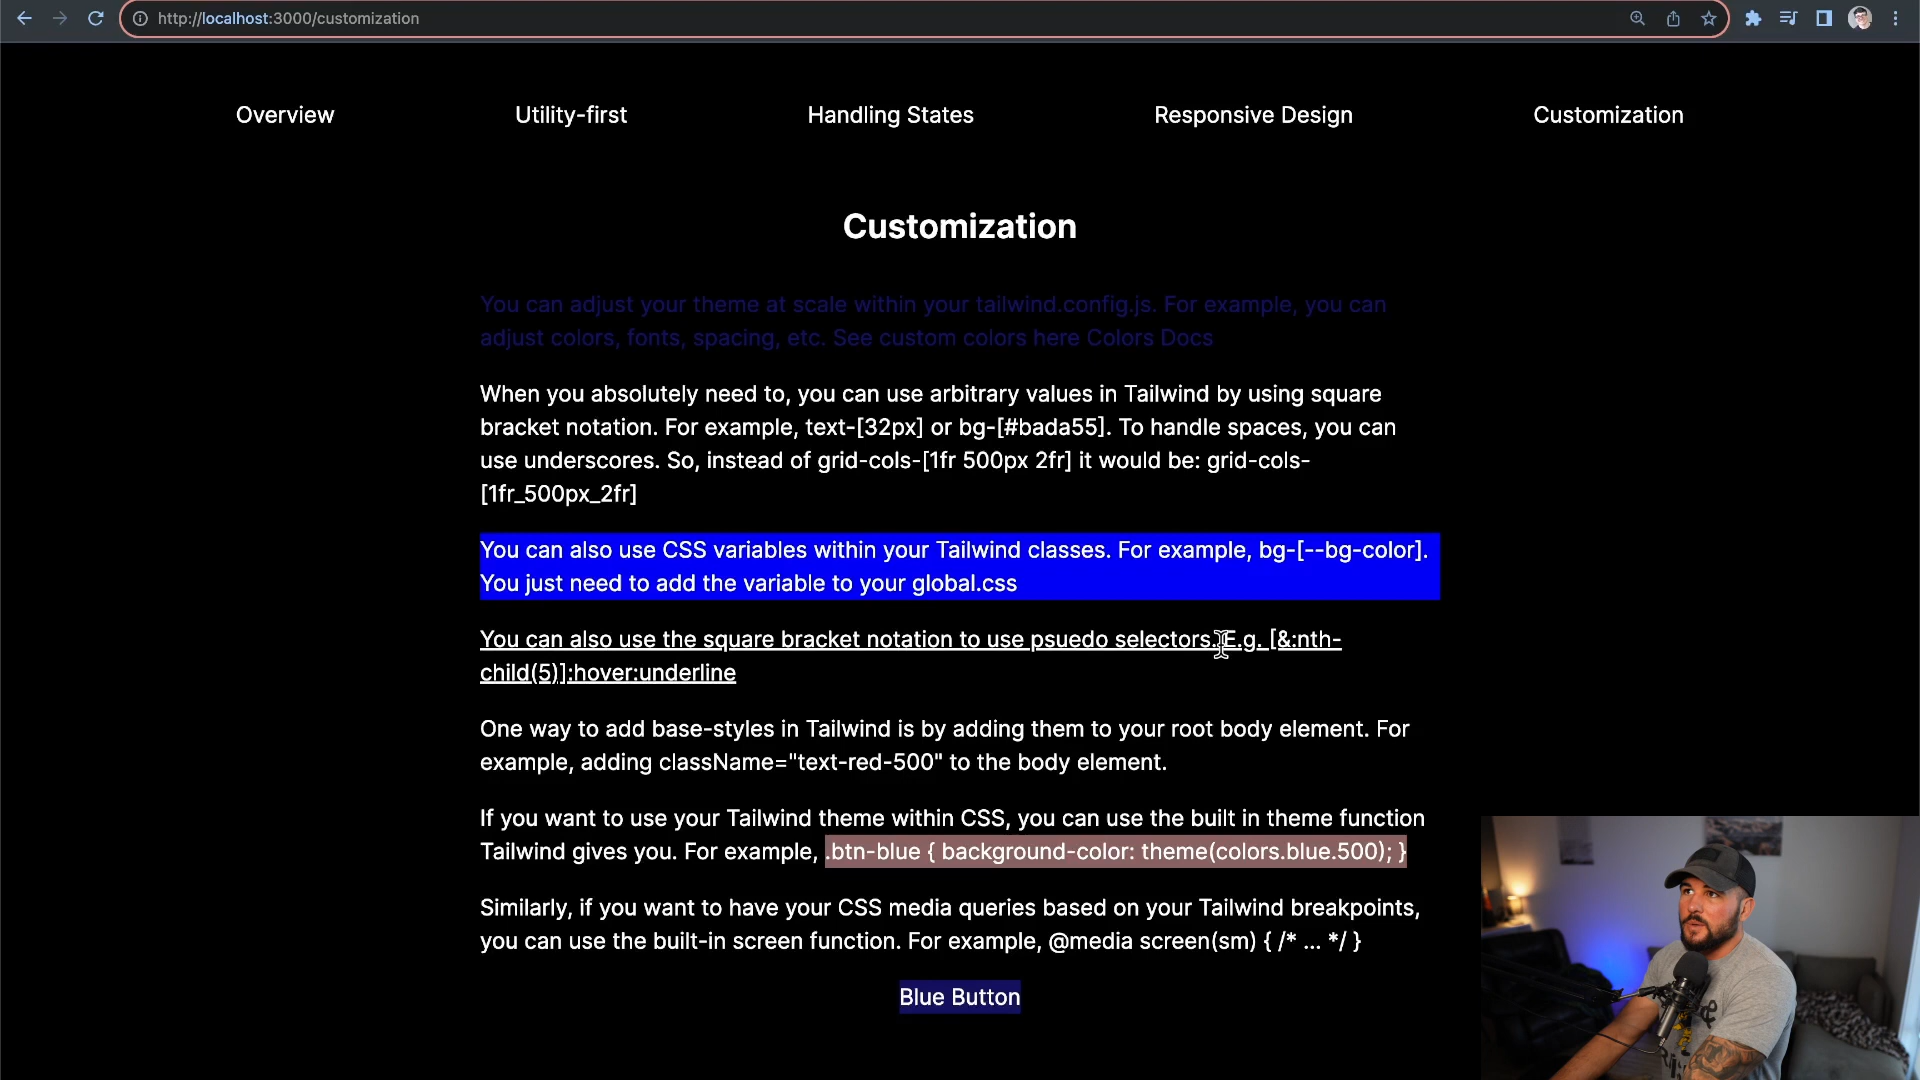 http://localhost:3000/customization
Overview
Utility-first
Handling States
Responsive Design
Customization
Customization
You can adjust your theme at scale within your tailwind.config.js. For example, you can
adjust colors, fonts, spacing, etc. See custom colors here Colors Docs
When you absolutely need to, you can use arbitrary values in Tailwind by using square
bracket notation. For example, text-[32px] or bg-[#bada55]. To handle spaces, you can
use underscores. So, instead of grid-cols-[1fr 500px 2fr] it would be: grid-cols-
[1fr_500px_2fr]
You can also use CSS variables within your Tailwind classes. For example, bg-[--bg-color].
You just need to add the variable to your global.css
You can also use the square bracket notation to use psuedo selectors. E.g. [&:nth-
child(5)]:hover:underline
One way to add base-styles in Tailwind is by adding them to your root body element. For
example, adding className="text-red-500" to the body element.
If you want to use your Tailwind theme within CSS, you can use the built in theme function
Tailwind gives you. For example, .btn-blue { background-color: theme(colors.blue.500); }
Similarly, if you want to have your CSS media queries based on your Tailwind breakpoints,
you can use the built-in screen function. For example, @media screen(sm) { /* ... */ }
Blue Button